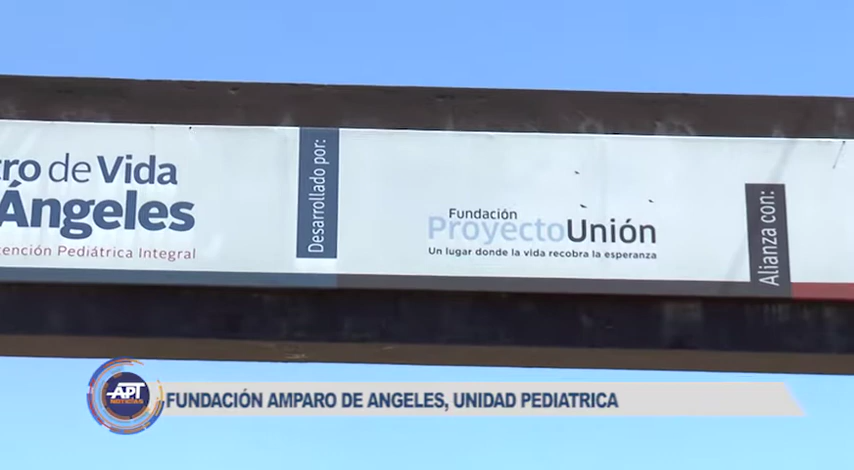 tro de Vida
Ángeles
tención Pediátrica Integral
Desarrollado por:
Fundación
ProyectoUnión
Un lugar donde la vida recobra la esperanza
Alianza con:
APT
NOTICIAS
FUNDACIÓN AMPARO DE ANGELES, UNIDAD PEDIATRICA